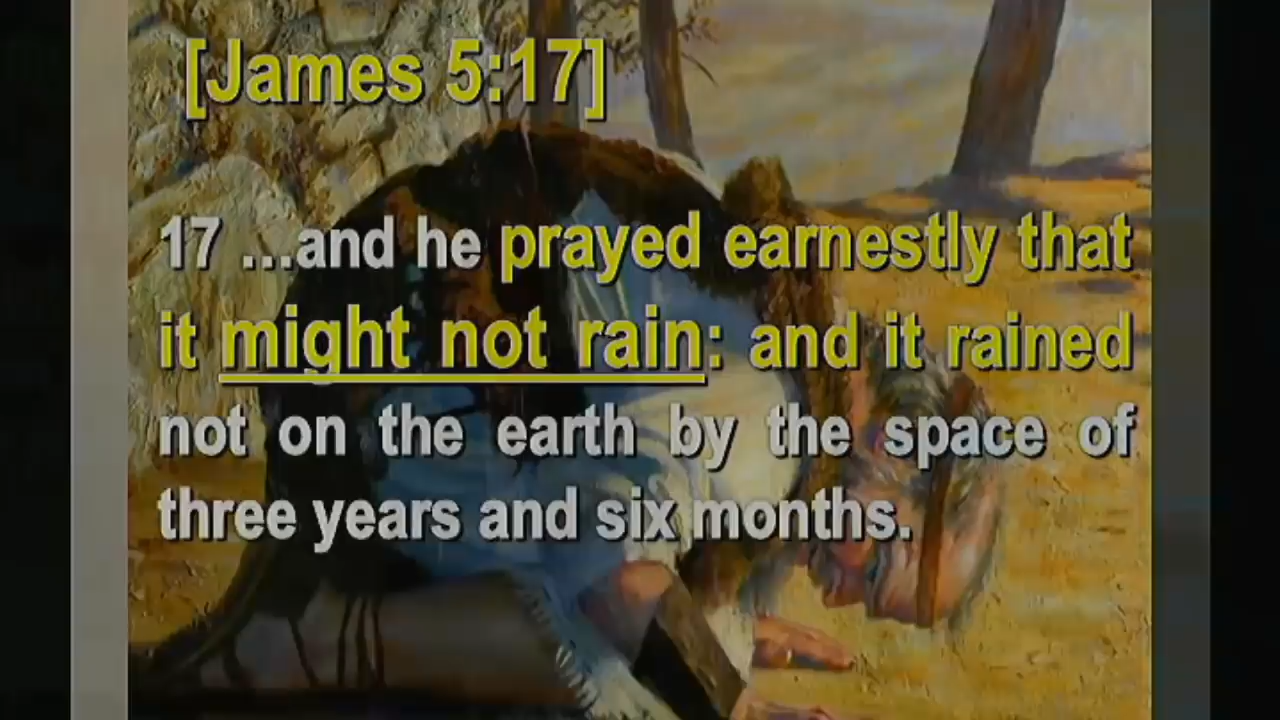 [James 5:17]
17 ...and he prayed earnestly that
it might not rain: and it rained
not on the earth by the space of
three years and six months.